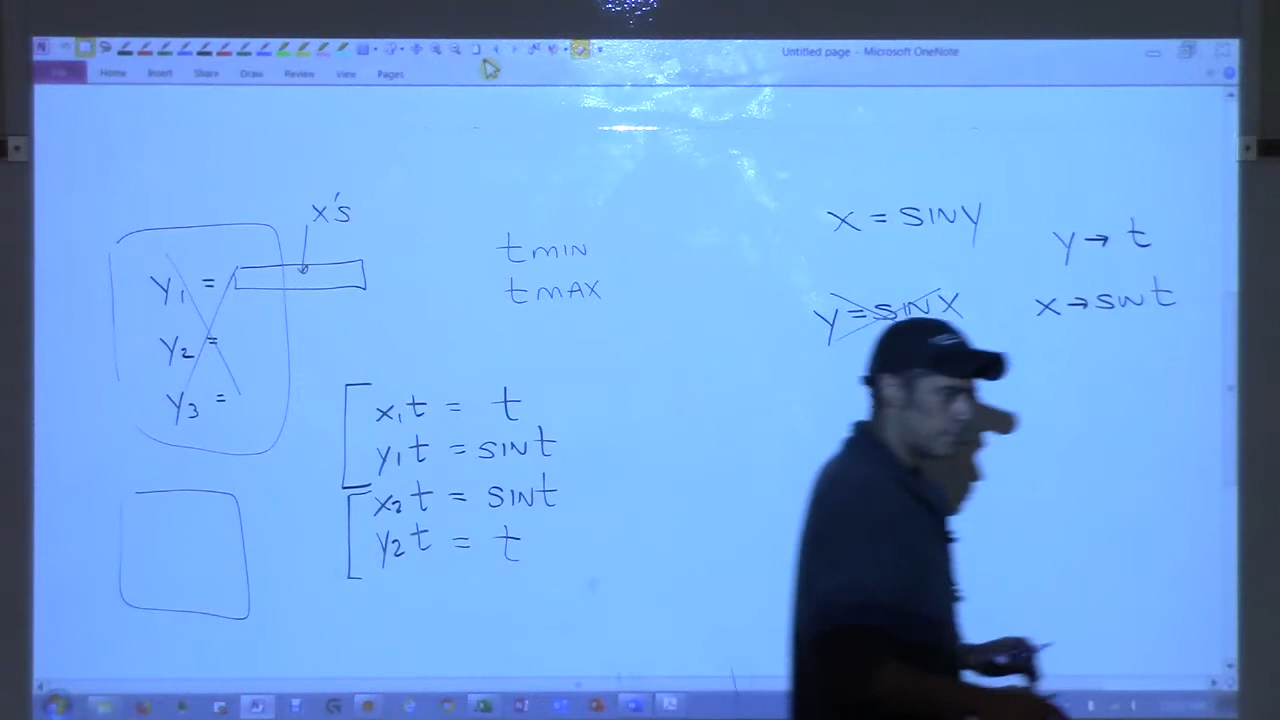 Untitled page - Microsoft OneNote
Home Insert Share Draw Review View Pages
x's
y1 =
y2 =
y3 =
tMIN
tMAX
x1t = t
y1t = SINt
x2t = SINt
y2t = t
x = SINy
y → t
y = SINX
x → SINt